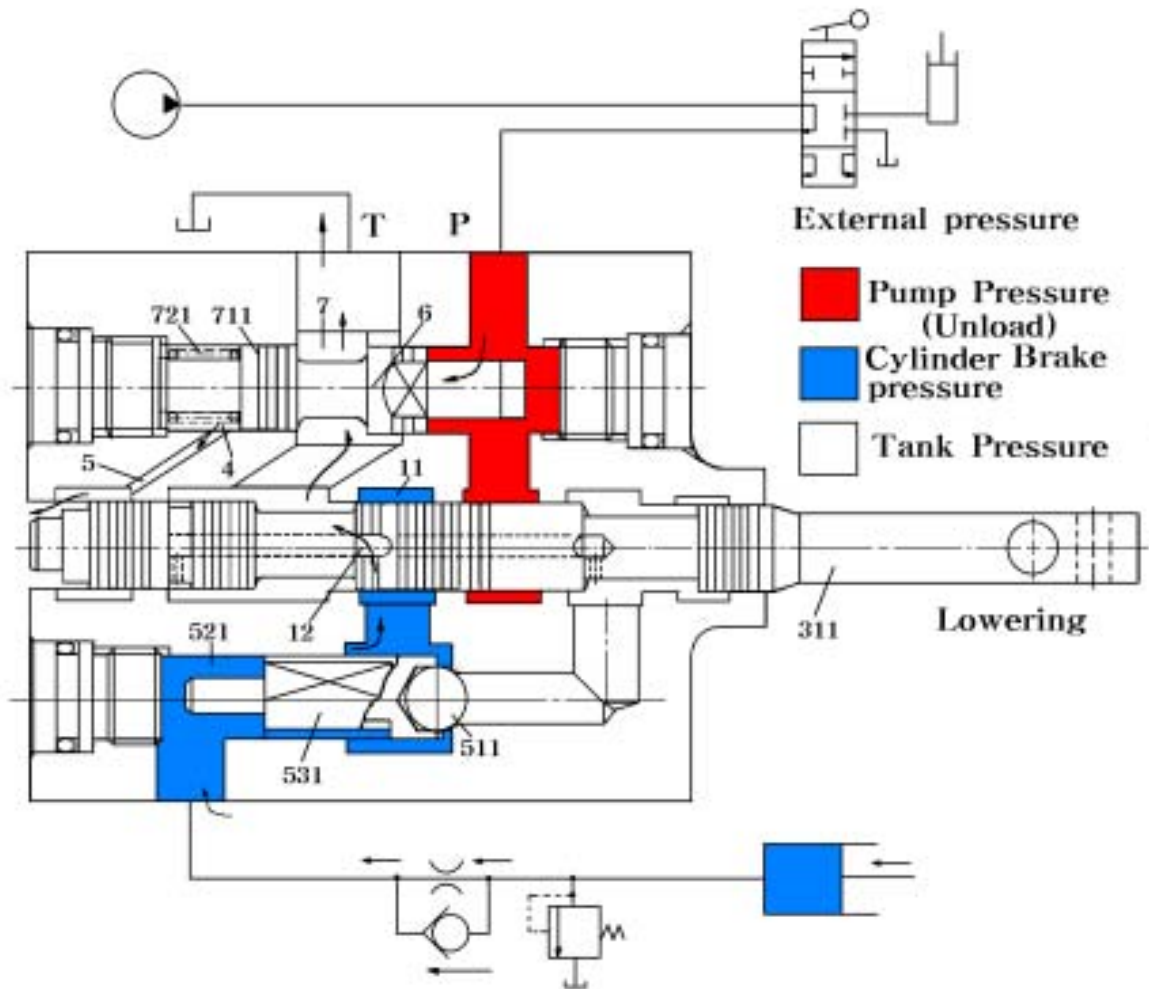 T P
External pressure
721 711 7 6
Pump Pressure
(Unload)
Cylinder Brake
pressure
Tank Pressure
5 4 11
12 311 Lowering
521
531 511